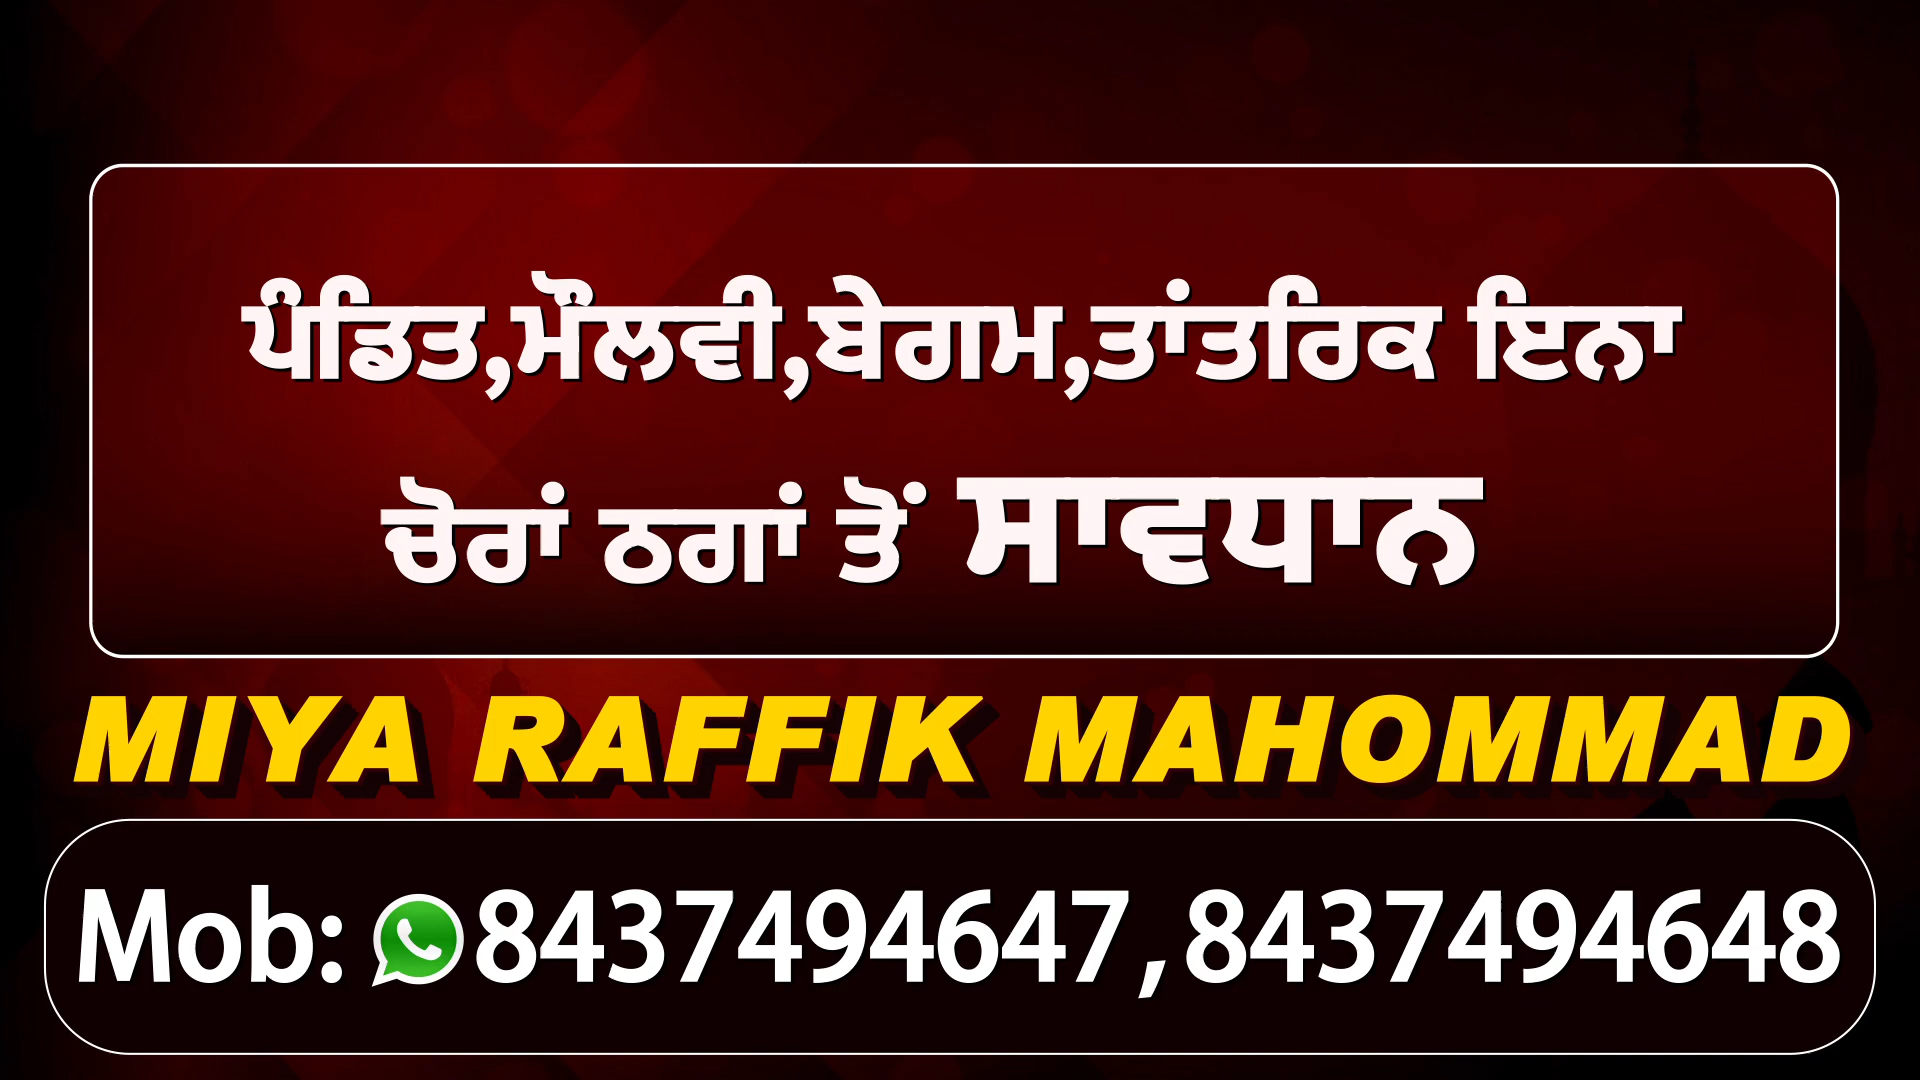 ਪੰਡਿਤ,ਮੌਲਵੀ,ਬੇਗਮ,ਤਾਂਤਰਿਕ ਇਨਾ
ਚੋਰਾਂ ਠਗਾਂ ਤੋਂ ਸਾਵਧਾਨ
MIYA RAFFIK MAHOMMAD
Mob: 8437494647, 8437494648